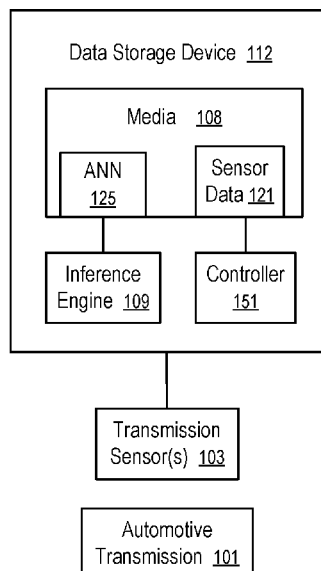 Data Storage Device 112
Media 108
ANN
125
Sensor
Data 121
Inference
Engine 109
Controller
151
Transmission
Sensor(s) 103
Automotive
Transmission 101